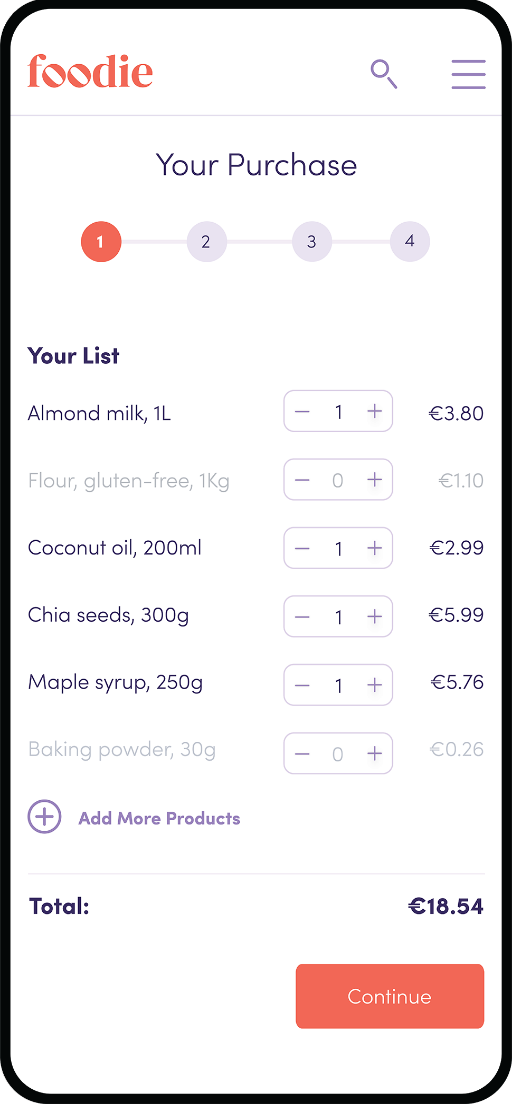 foodie
Your Purchase
1 2 3 4
Your List
Almond milk, 1L − 1 + €3.80
Flour, gluten-free, 1Kg − 0 + €1.10
Coconut oil, 200ml − 1 + €2.99
Chia seeds, 300g − 1 + €5.99
Maple syrup, 250g − 1 + €5.76
Baking powder, 30g − 0 + €0.26
Add More Products
Total: €18.54
Continue